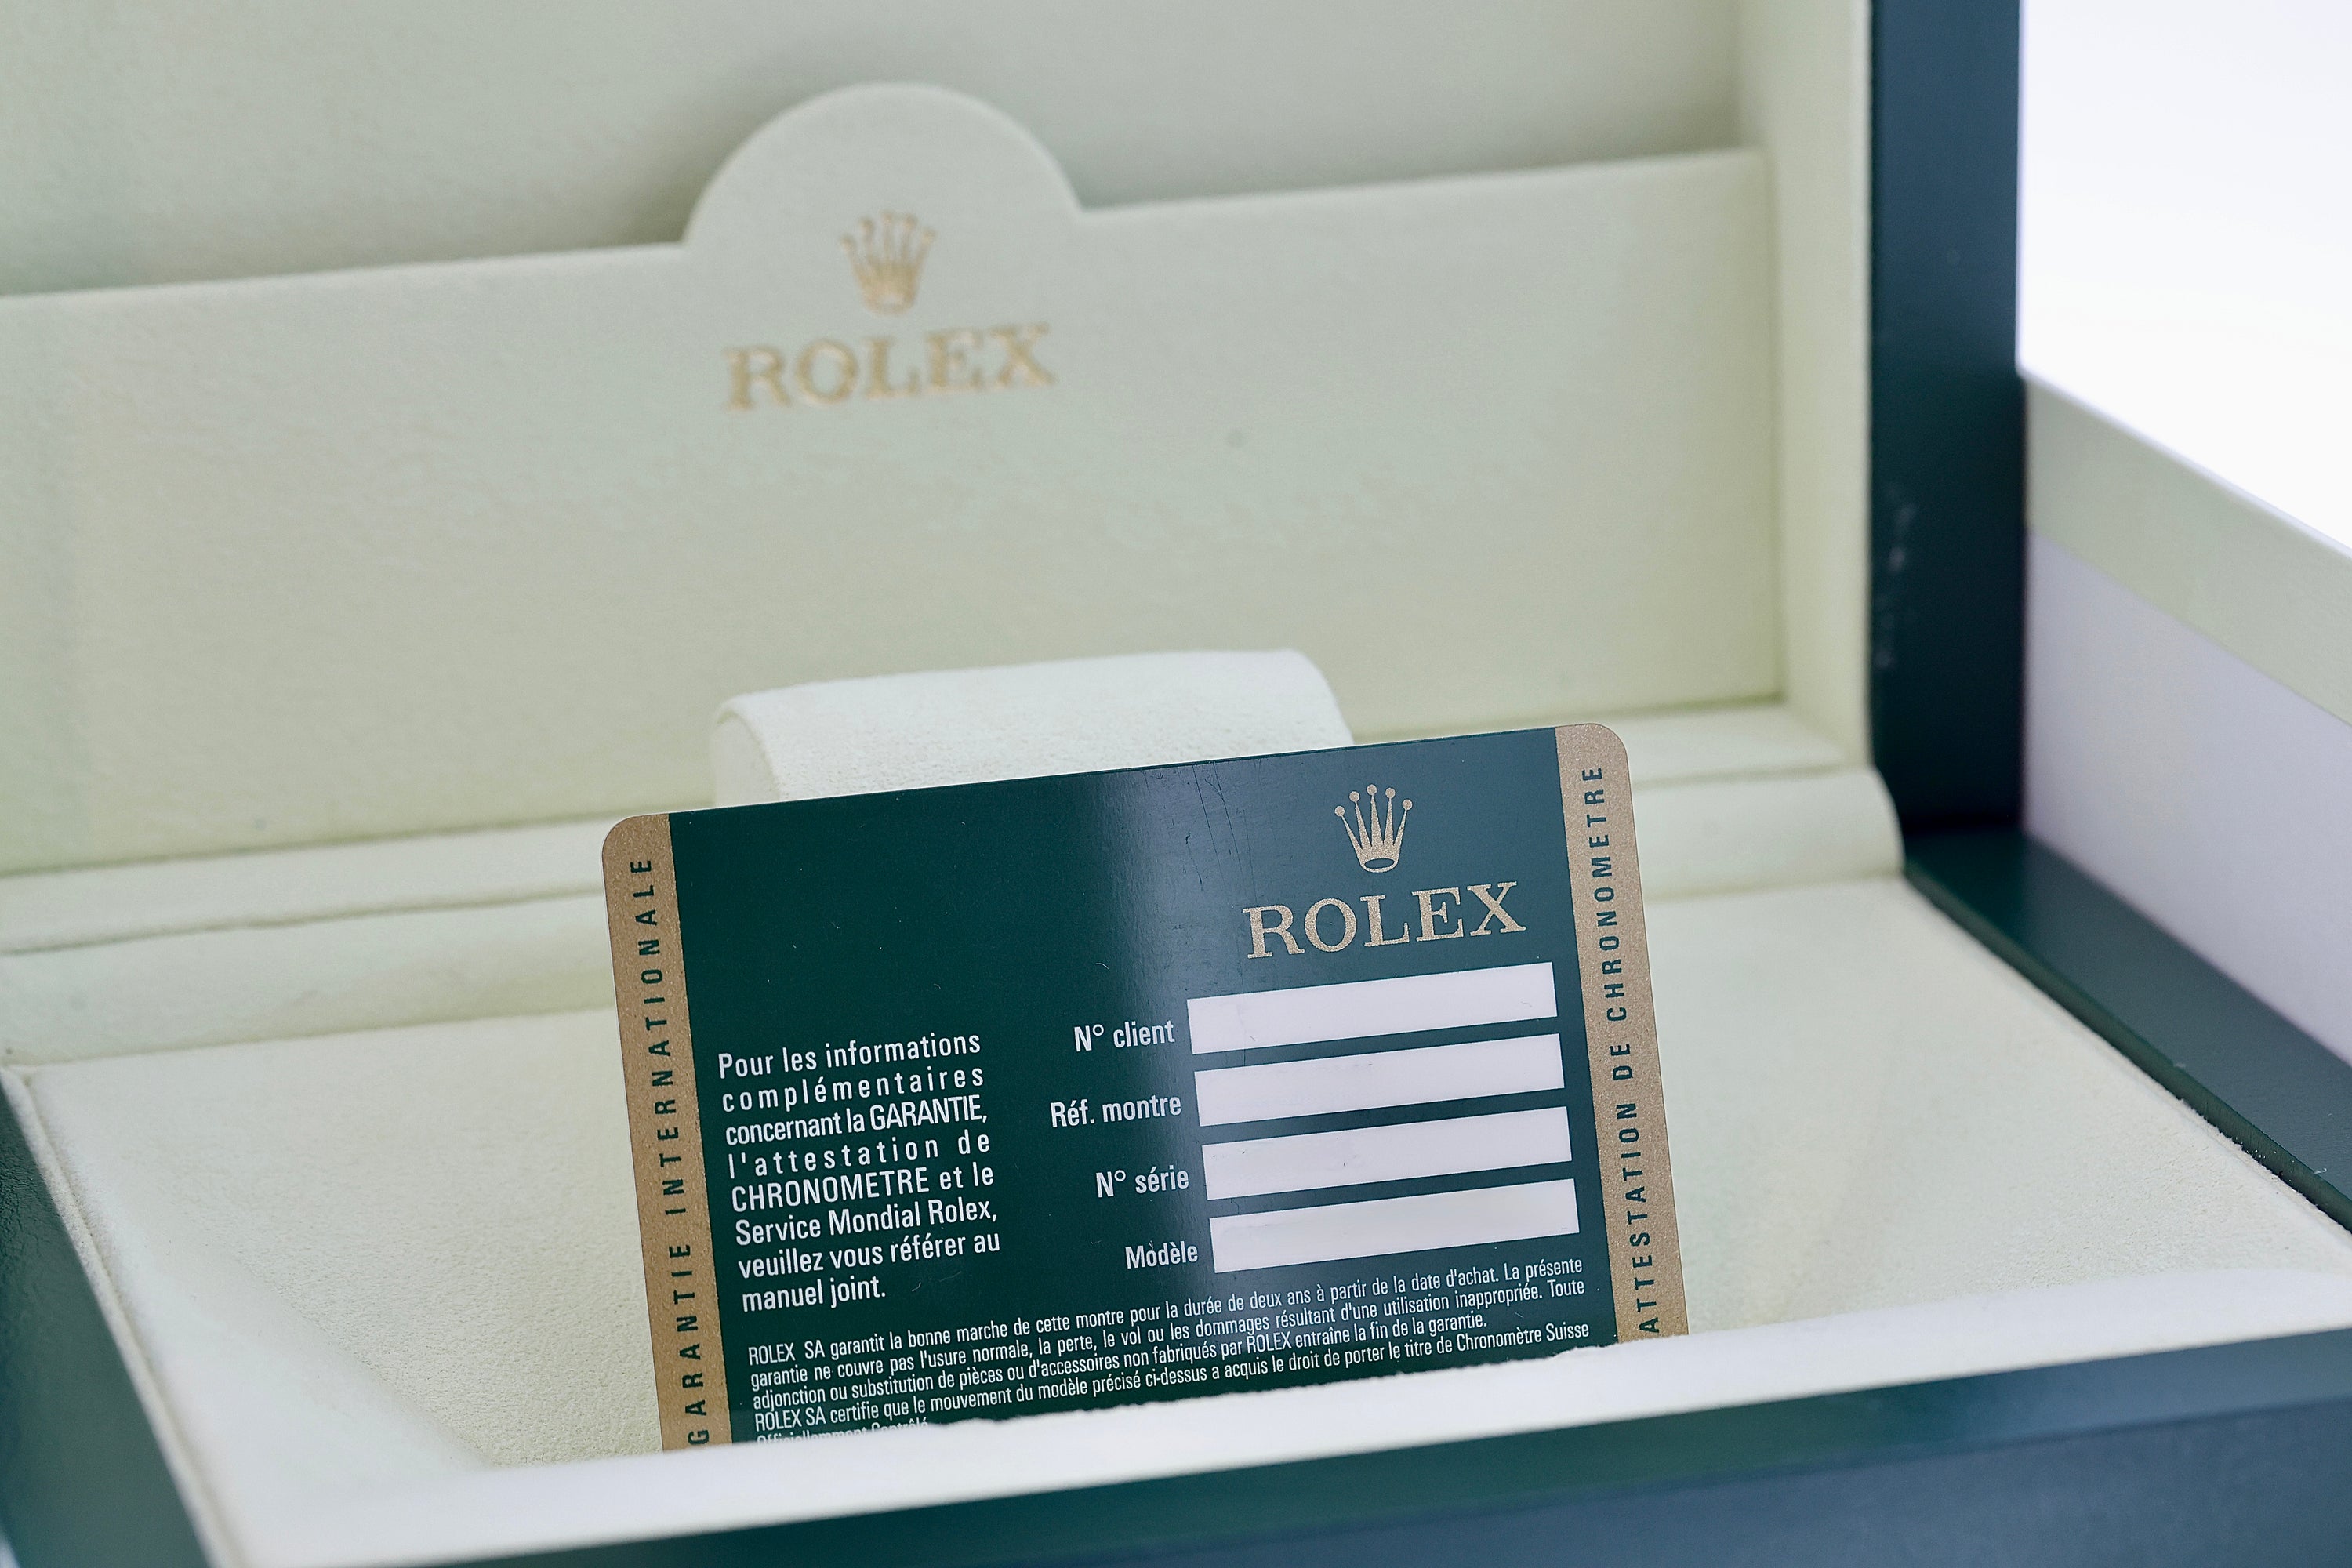 ROLEX
GARANTIE INTERNATIONALE
ROLEX
ATTESTATION DE CHRONOMETRE
Pour les informations
complémentaires
concernant la GARANTIE,
l'attestation de
CHRONOMETRE et le
Service Mondial Rolex,
veuillez vous référer au
manuel joint.
N° client
Réf. montre
N° série
Modèle
ROLEX SA garantit la bonne marche de cette montre pour la durée de deux ans à partir de la date d'achat. La présente
garantie ne couvre pas l'usure normale, la perte, le vol ou les dommages résultant d'une utilisation inappropriée. Toute
adjonction ou substitution de pièces ou d'accessoires non fabriqués par ROLEX entraîne la fin de la garantie.
ROLEX SA certifie que le mouvement du modèle précisé ci-dessus a acquis le droit de porter le titre de Chronomètre Suisse
Officiellement Contrôlé